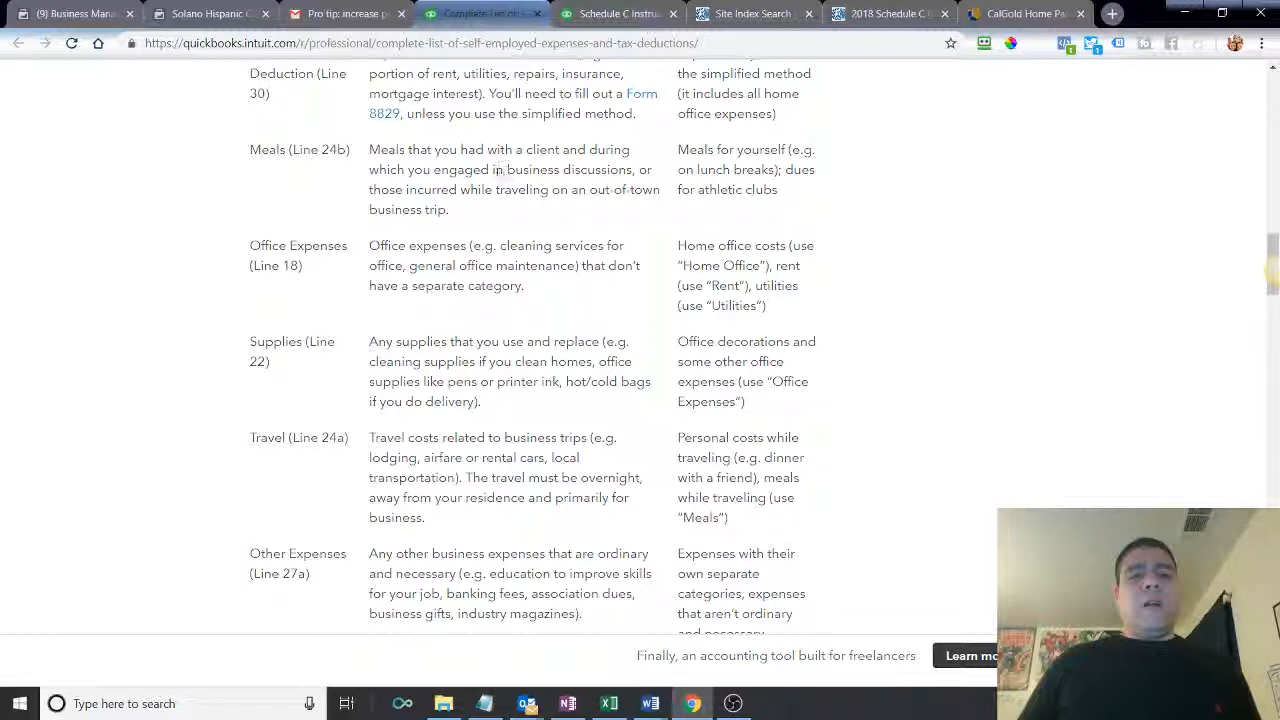 (9) Business Mana
Solano Hispanic C
Pro tip: increase p
Complete List of S
Schedule C Instru
Site Index Search
2018 Schedule C (
CalGold Home Pa
https://quickbooks.intuit.com/r/professional/complete-list-of-self-employed-expenses-and-tax-deductions/
Deduction (Line
30)
portion of rent, utilities, repairs, insurance,
mortgage interest). You’ll need to fill out a Form
8829, unless you use the simplified method.
the simplified method
(it includes all home
office expenses)
Meals (Line 24b)
Meals that you had with a client and during
which you engaged in business discussions, or
those incurred while traveling on an out-of-town
business trip.
Meals for yourself (e.g.
on lunch breaks); dues
for athletic clubs
Office Expenses
(Line 18)
Office expenses (e.g. cleaning services for
office, general office maintenance) that don’t
have a separate category.
Home office costs (use
“Home Office”), rent
(use “Rent”), utilities
(use “Utilities”)
Supplies (Line
22)
Any supplies that you use and replace (e.g.
cleaning supplies if you clean homes, office
supplies like pens or printer ink, hot/cold bags
if you do delivery).
Office decorations and
some other office
expenses (use “Office
Expenses”)
Travel (Line 24a)
Travel costs related to business trips (e.g.
lodging, airfare or rental cars, local
transportation). The travel must be overnight,
away from your residence and primarily for
business.
Personal costs while
traveling (e.g. dinner
with a friend), meals
while traveling (use
“Meals”)
Other Expenses
(Line 27a)
Any other business expenses that are ordinary
and necessary (e.g. education to improve skills
for your job, banking fees, association dues,
business gifts, industry magazines).
Expenses with their
own separate
categories, expenses
that aren’t ordinary
and necessary
Finally, an accounting tool built for freelancers
Learn mo
Type here to search